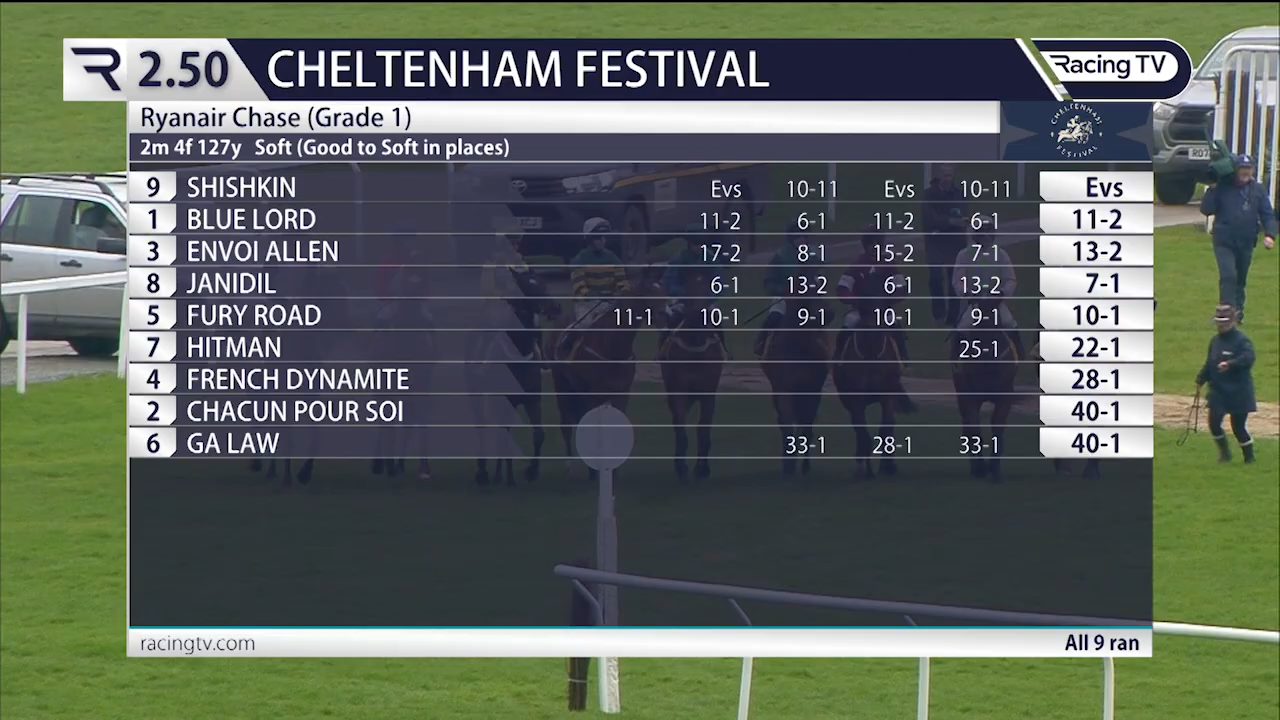 R 2.50 CHELTENHAM FESTIVAL Racing TV
Ryanair Chase (Grade 1)
CHELTENHAM FESTIVAL
2m 4f 127y Soft (Good to Soft in places)
9 SHISHKIN Evs 10-11 Evs 10-11 Evs
1 BLUE LORD 11-2 6-1 11-2 6-1 11-2
3 ENVOI ALLEN 17-2 8-1 15-2 7-1 13-2
8 JANIDIL 6-1 13-2 6-1 13-2 7-1
5 FURY ROAD 11-1 10-1 9-1 10-1 9-1 10-1
7 HITMAN 25-1 22-1
4 FRENCH DYNAMITE 28-1
2 CHACUN POUR SOI 40-1
6 GA LAW 33-1 28-1 33-1 40-1
racingtv.com All 9 ran